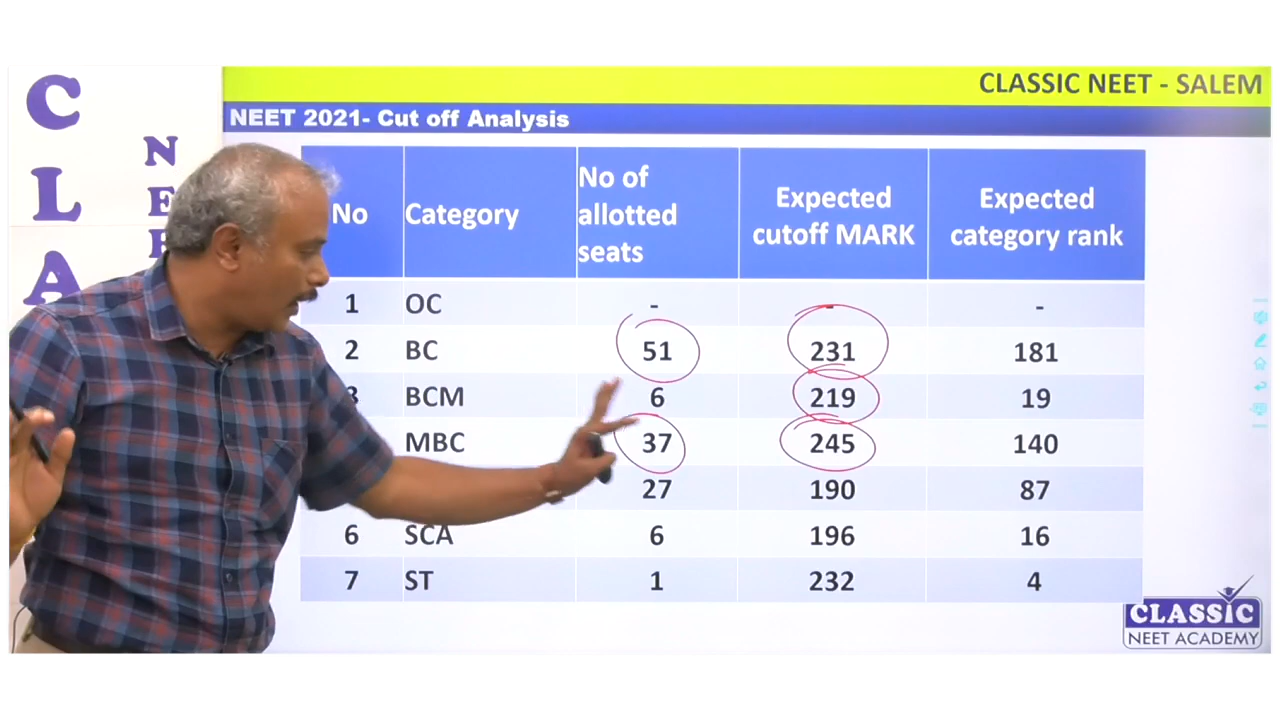 CLASSIC NEET - SALEM
C
L
A
N
E
NEET 2021- Cut off Analysis
No Category No of allotted seats Expected cutoff MARK Expected category rank
1 OC - - -
2 BC 51 231 181
3 BCM 6 219 19
MBC 37 245 140
27 190 87
6 SCA 6 196 16
7 ST 1 232 4
CLASSIC
NEET ACADEMY